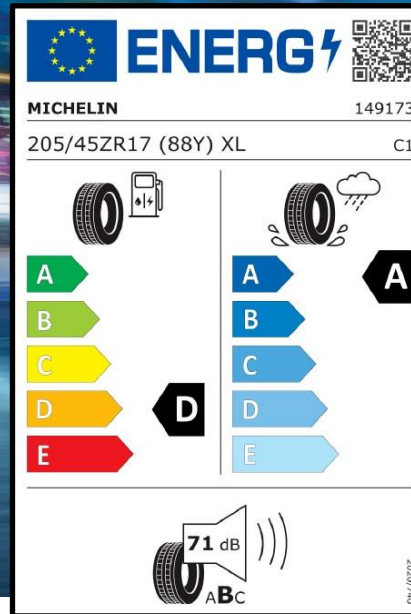 ENERG
MICHELIN 149173
205/45ZR17 (88Y) XL C1
A A A
B B
C C
D D D
E E
71 dB
ABC